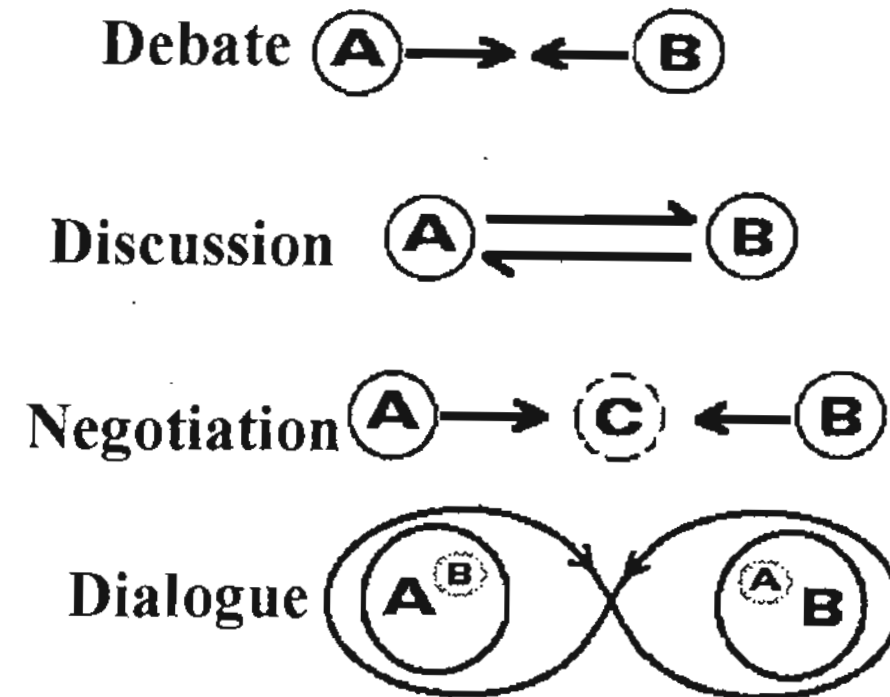 Debate A B
Discussion A B
Negotiation A C B
Dialogue A B A B